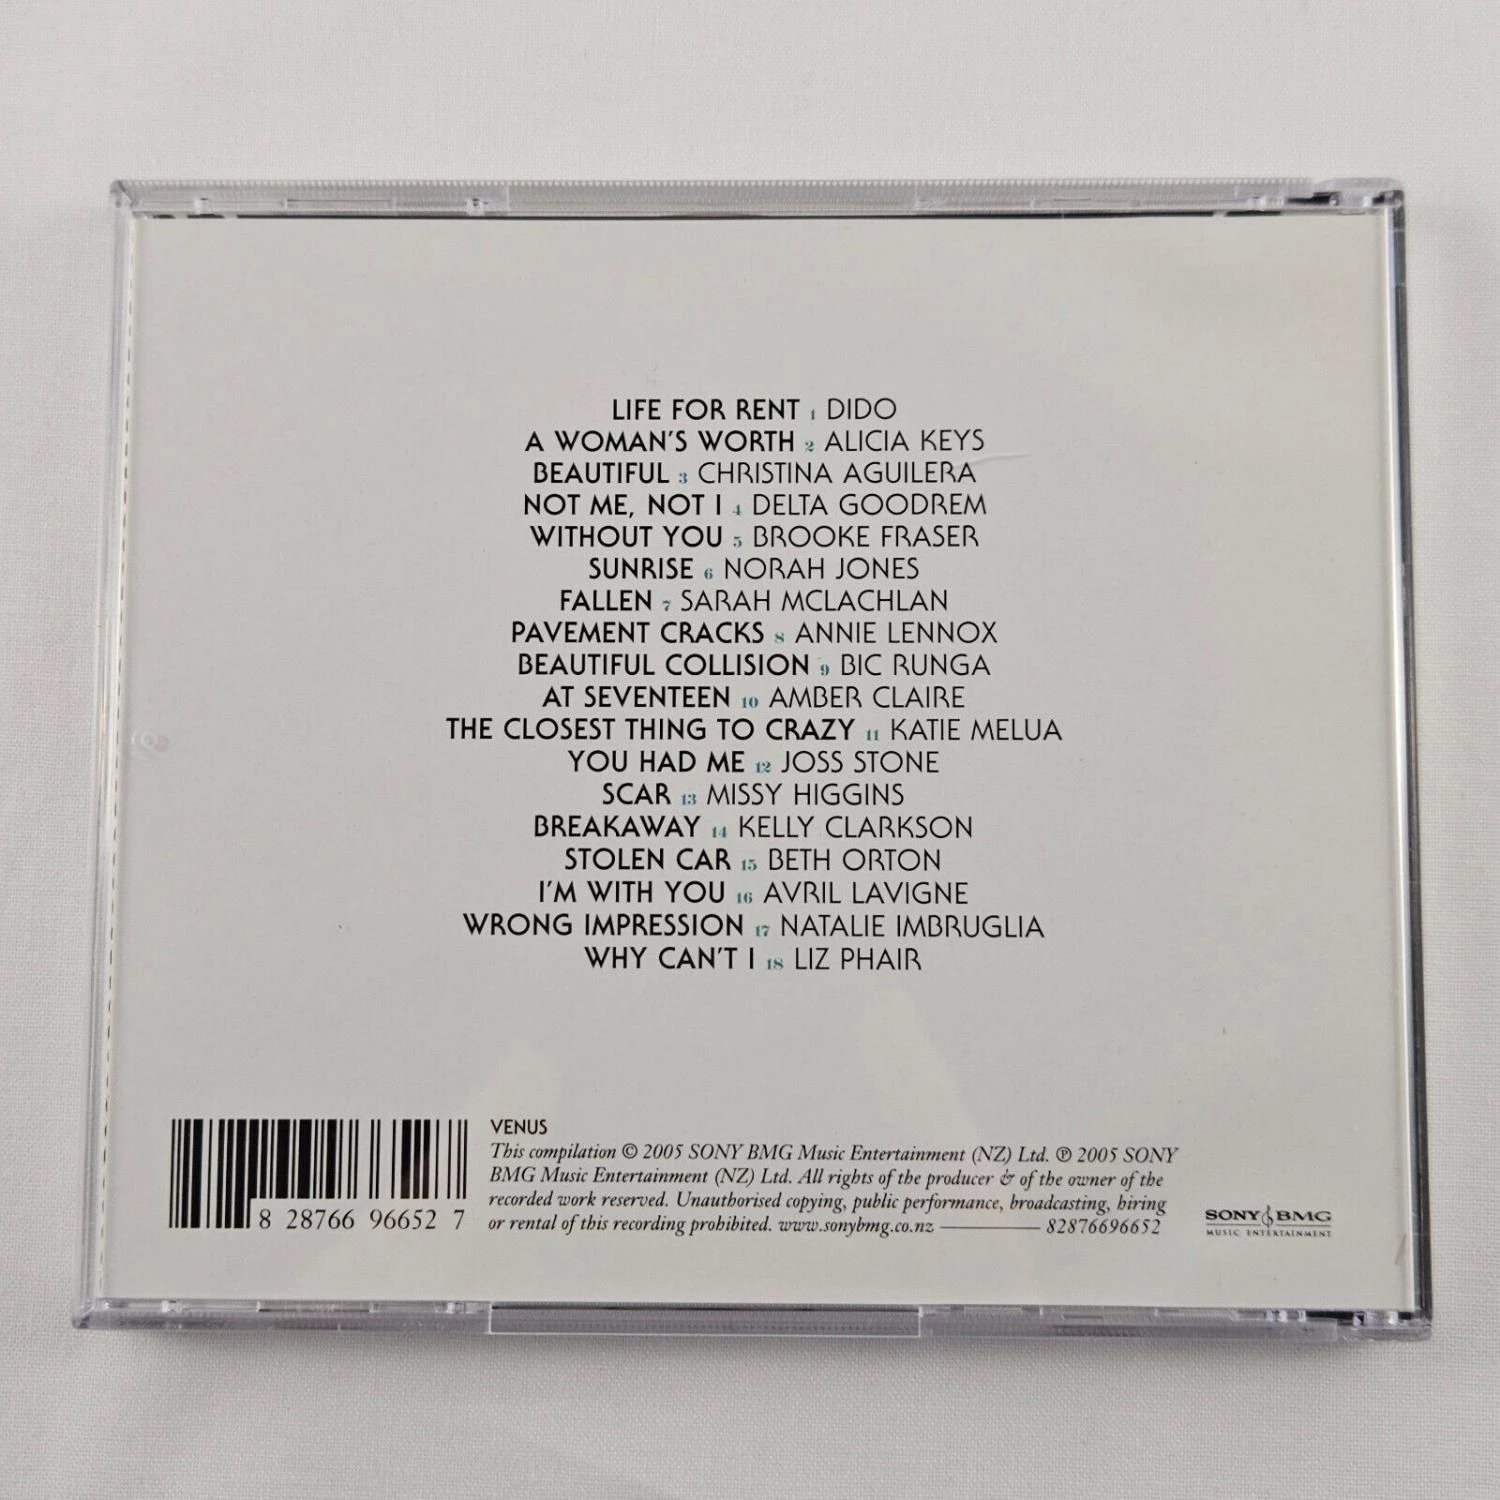 LIFE FOR RENT 1 DIDO
A WOMAN'S WORTH 2 ALICIA KEYS
BEAUTIFUL 3 CHRISTINA AGUILERA
NOT ME, NOT I 4 DELTA GOODREM
WITHOUT YOU 5 BROOKE FRASER
SUNRISE 6 NORAH JONES
FALLEN 7 SARAH MCLACHLAN
PAVEMENT CRACKS 8 ANNIE LENNOX
BEAUTIFUL COLLISION 9 BIC RUNGA
AT SEVENTEEN 10 AMBER CLAIRE
THE CLOSEST THING TO CRAZY 11 KATIE MELUA
YOU HAD ME 12 JOSS STONE
SCAR 13 MISSY HIGGINS
BREAKAWAY 14 KELLY CLARKSON
STOLEN CAR 15 BETH ORTON
I'M WITH YOU 16 AVRIL LAVIGNE
WRONG IMPRESSION 17 NATALIE IMBRUGLIA
WHY CAN'T I 18 LIZ PHAIR
8 28766 96652 7
VENUS
This compilation © 2005 SONY BMG Music Entertainment (NZ) Ltd. ℗ 2005 SONY
BMG Music Entertainment (NZ) Ltd. All rights of the producer & of the owner of the
recorded work reserved. Unauthorised copying, public performance, broadcasting, hiring
or rental of this recording prohibited. www.sonybmg.co.nz 82876696652
SONY BMG
MUSIC ENTERTAINMENT